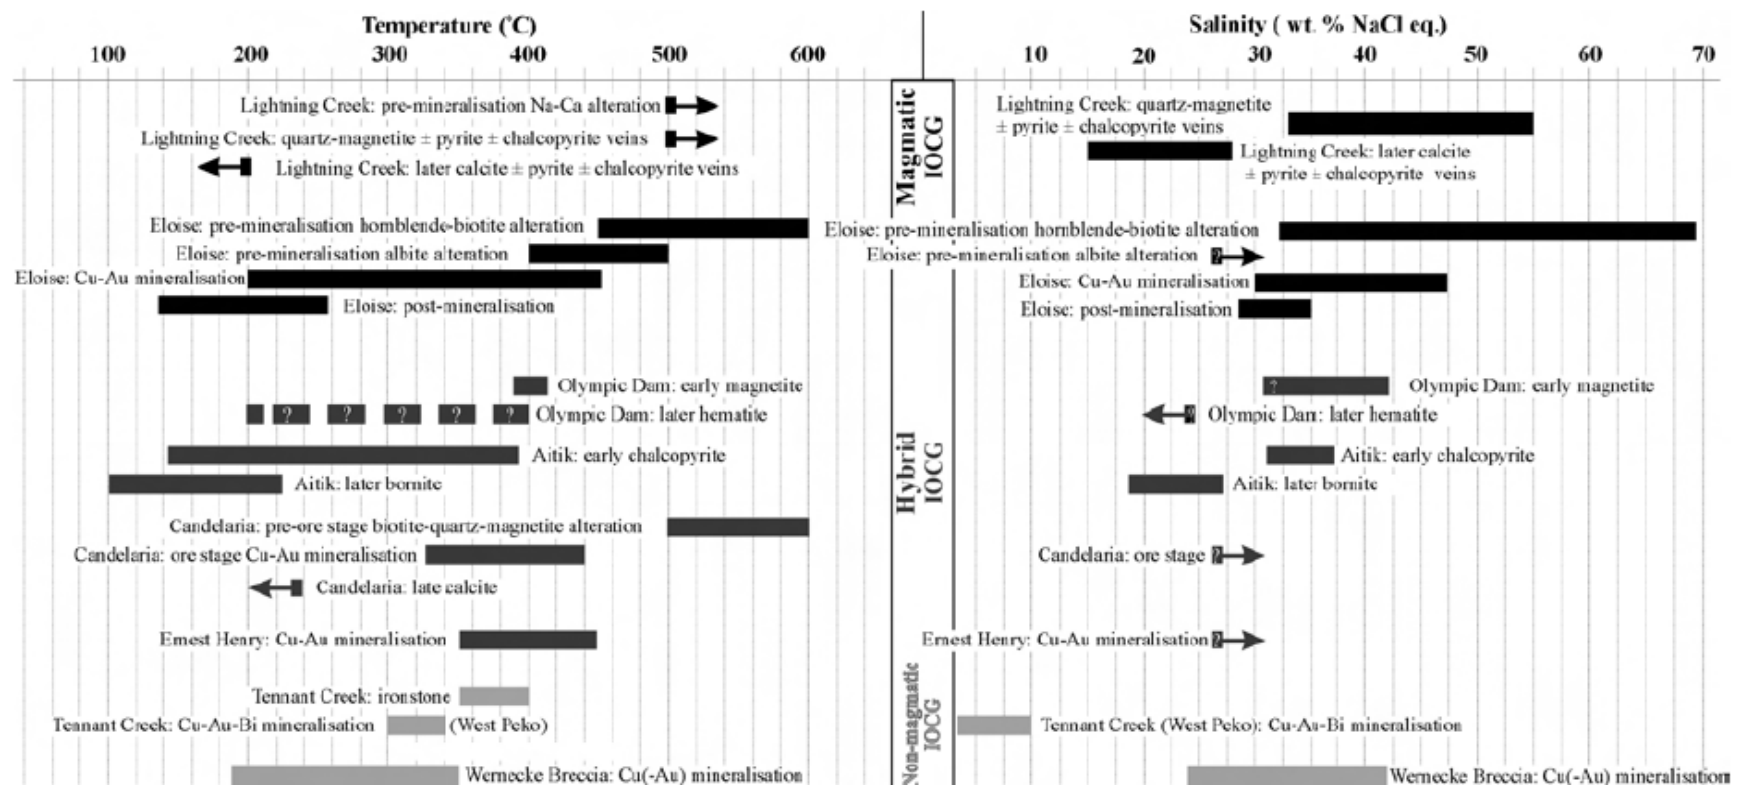 Temperature (°C)
100 200 300 400 500 600
Lightning Creek: pre-mineralisation Na-Ca alteration
Lightning Creek: quartz-magnetite ± pyrite ± chalcopyrite veins
Lightning Creek: later calcite ± pyrite ± chalcopyrite veins
Eloise: pre-mineralisation hornblende-biotite alteration
Eloise: pre-mineralisation albite alteration
Eloise: Cu-Au mineralisation
Eloise: post-mineralisation
Olympic Dam: early magnetite
? ? ? ? ? Olympic Dam: later hematite
Aitik: early chalcopyrite
Aitik: later bornite
Candelaria: pre-ore stage biotite-quartz-magnetite alteration
Candelaria: ore stage Cu-Au mineralisation
Candelaria: late calcite
Ernest Henry: Cu-Au mineralisation
Tennant Creek: ironstone
Tennant Creek: Cu-Au-Bi mineralisation (West Peko)
Wernecke Breccia: Cu(-Au) mineralisation
Magmatic
IOCG
Hybrid
IOCG
Non-magmatic
IOCG
Salinity ( wt. % NaCl eq.)
10 20 30 40 50 60 70
Lightning Creek: quartz-magnetite
± pyrite ± chalcopyrite veins
Lightning Creek: later calcite
± pyrite ± chalcopyrite veins
Eloise: pre-mineralisation hornblende-biotite alteration
Eloise: pre-mineralisation albite alteration ?
Eloise: Cu-Au mineralisation
Eloise: post-mineralisation
? Olympic Dam: early magnetite
? Olympic Dam: later hematite
Aitik: early chalcopyrite
Aitik: later bornite
Candelaria: ore stage ?
Ernest Henry: Cu-Au mineralisation ?
Tennant Creek (West Peko): Cu-Au-Bi mineralisation
Wernecke Breccia: Cu(-Au) mineralisation